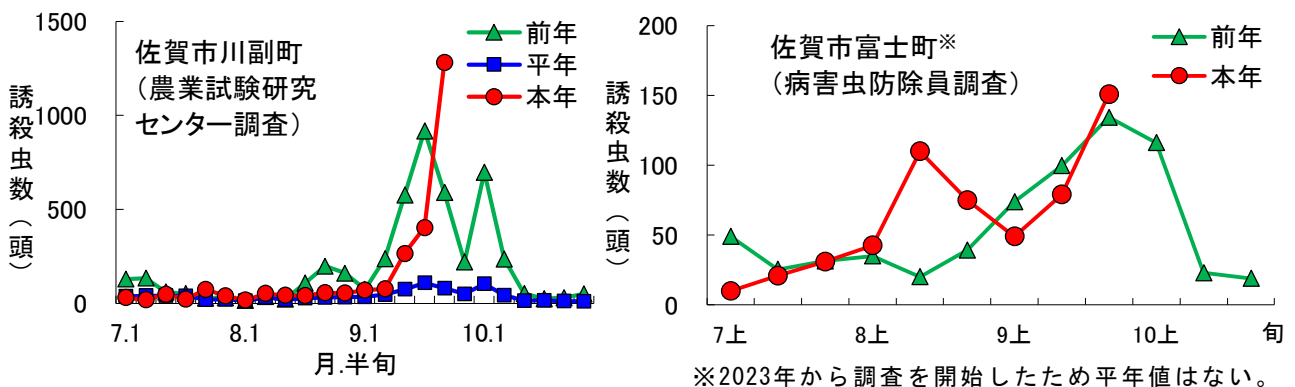 佐賀市川副町
（農業試験研究
センター調査）
前年
平年
本年
誘殺虫数（頭）
1500
1000
500
0
7.1
8.1
9.1
10.1
月.半旬
佐賀市富士町※
（病害虫防除員調査）
前年
本年
誘殺虫数（頭）
200
150
100
50
0
7上
8上
9上
10上
旬
※2023年から調査を開始したため平年値はない。